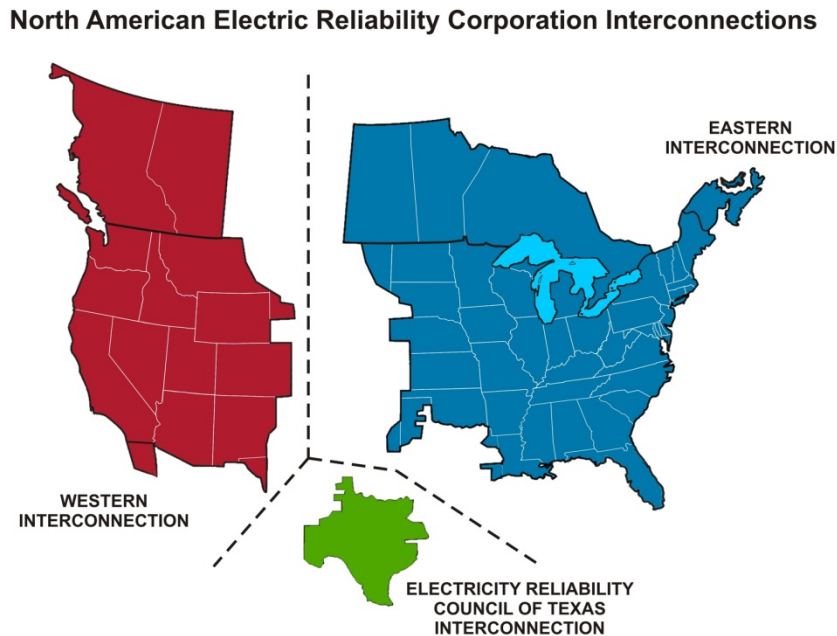 North American Electric Reliability Corporation Interconnections
EASTERN
INTERCONNECTION
WESTERN
INTERCONNECTION
ELECTRICITY RELIABILITY
COUNCIL OF TEXAS
INTERCONNECTION